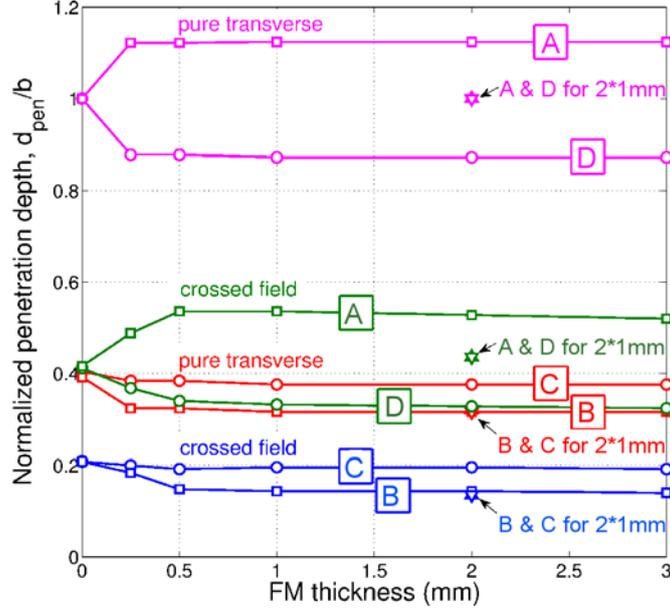 1.2
pure transverse
A
1
A & D for 2*1mm
D
0.8
Normalized penetration depth, d_pen/b
0.6
crossed field
A
A & D for 2*1mm
0.4
pure transverse
C
D
B
B & C for 2*1mm
0.2
crossed field
C
B
B & C for 2*1mm
0
0 0.5 1 1.5 2 2.5 3
FM thickness (mm)